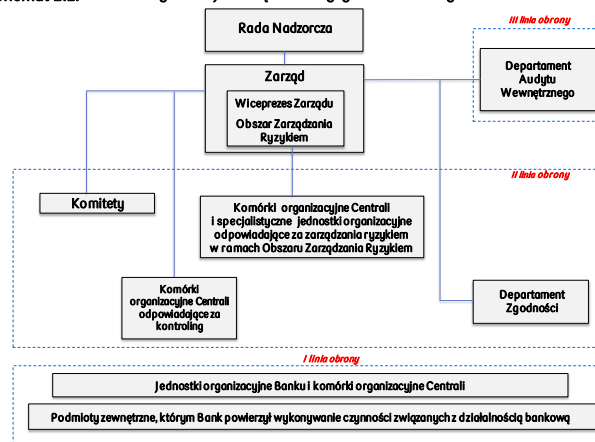 III linia obrony
Rada Nadzorcza
Departament
Audytu
Wewnętrznego
Zarząd
Wiceprezes Zarządu
Obszar Zarządzania
Ryzykiem
II linia obrony
Komitety
Komórki organizacyjne Centrali
i specjalistyczne jednostki organizacyjne
odpowiadające za zarządzania ryzykiem
w ramach Obszaru Zarządzania Ryzykiem
Komórki
organizacyjne Centrali
odpowiadające za
kontroling
Departament
Zgodności
I linia obrony
Jednostki organizacyjne Banku i komórki organizacyjne Centrali
Podmioty zewnętrzne, którym Bank powierzył wykonywanie czynności związanych z działalnością bankową